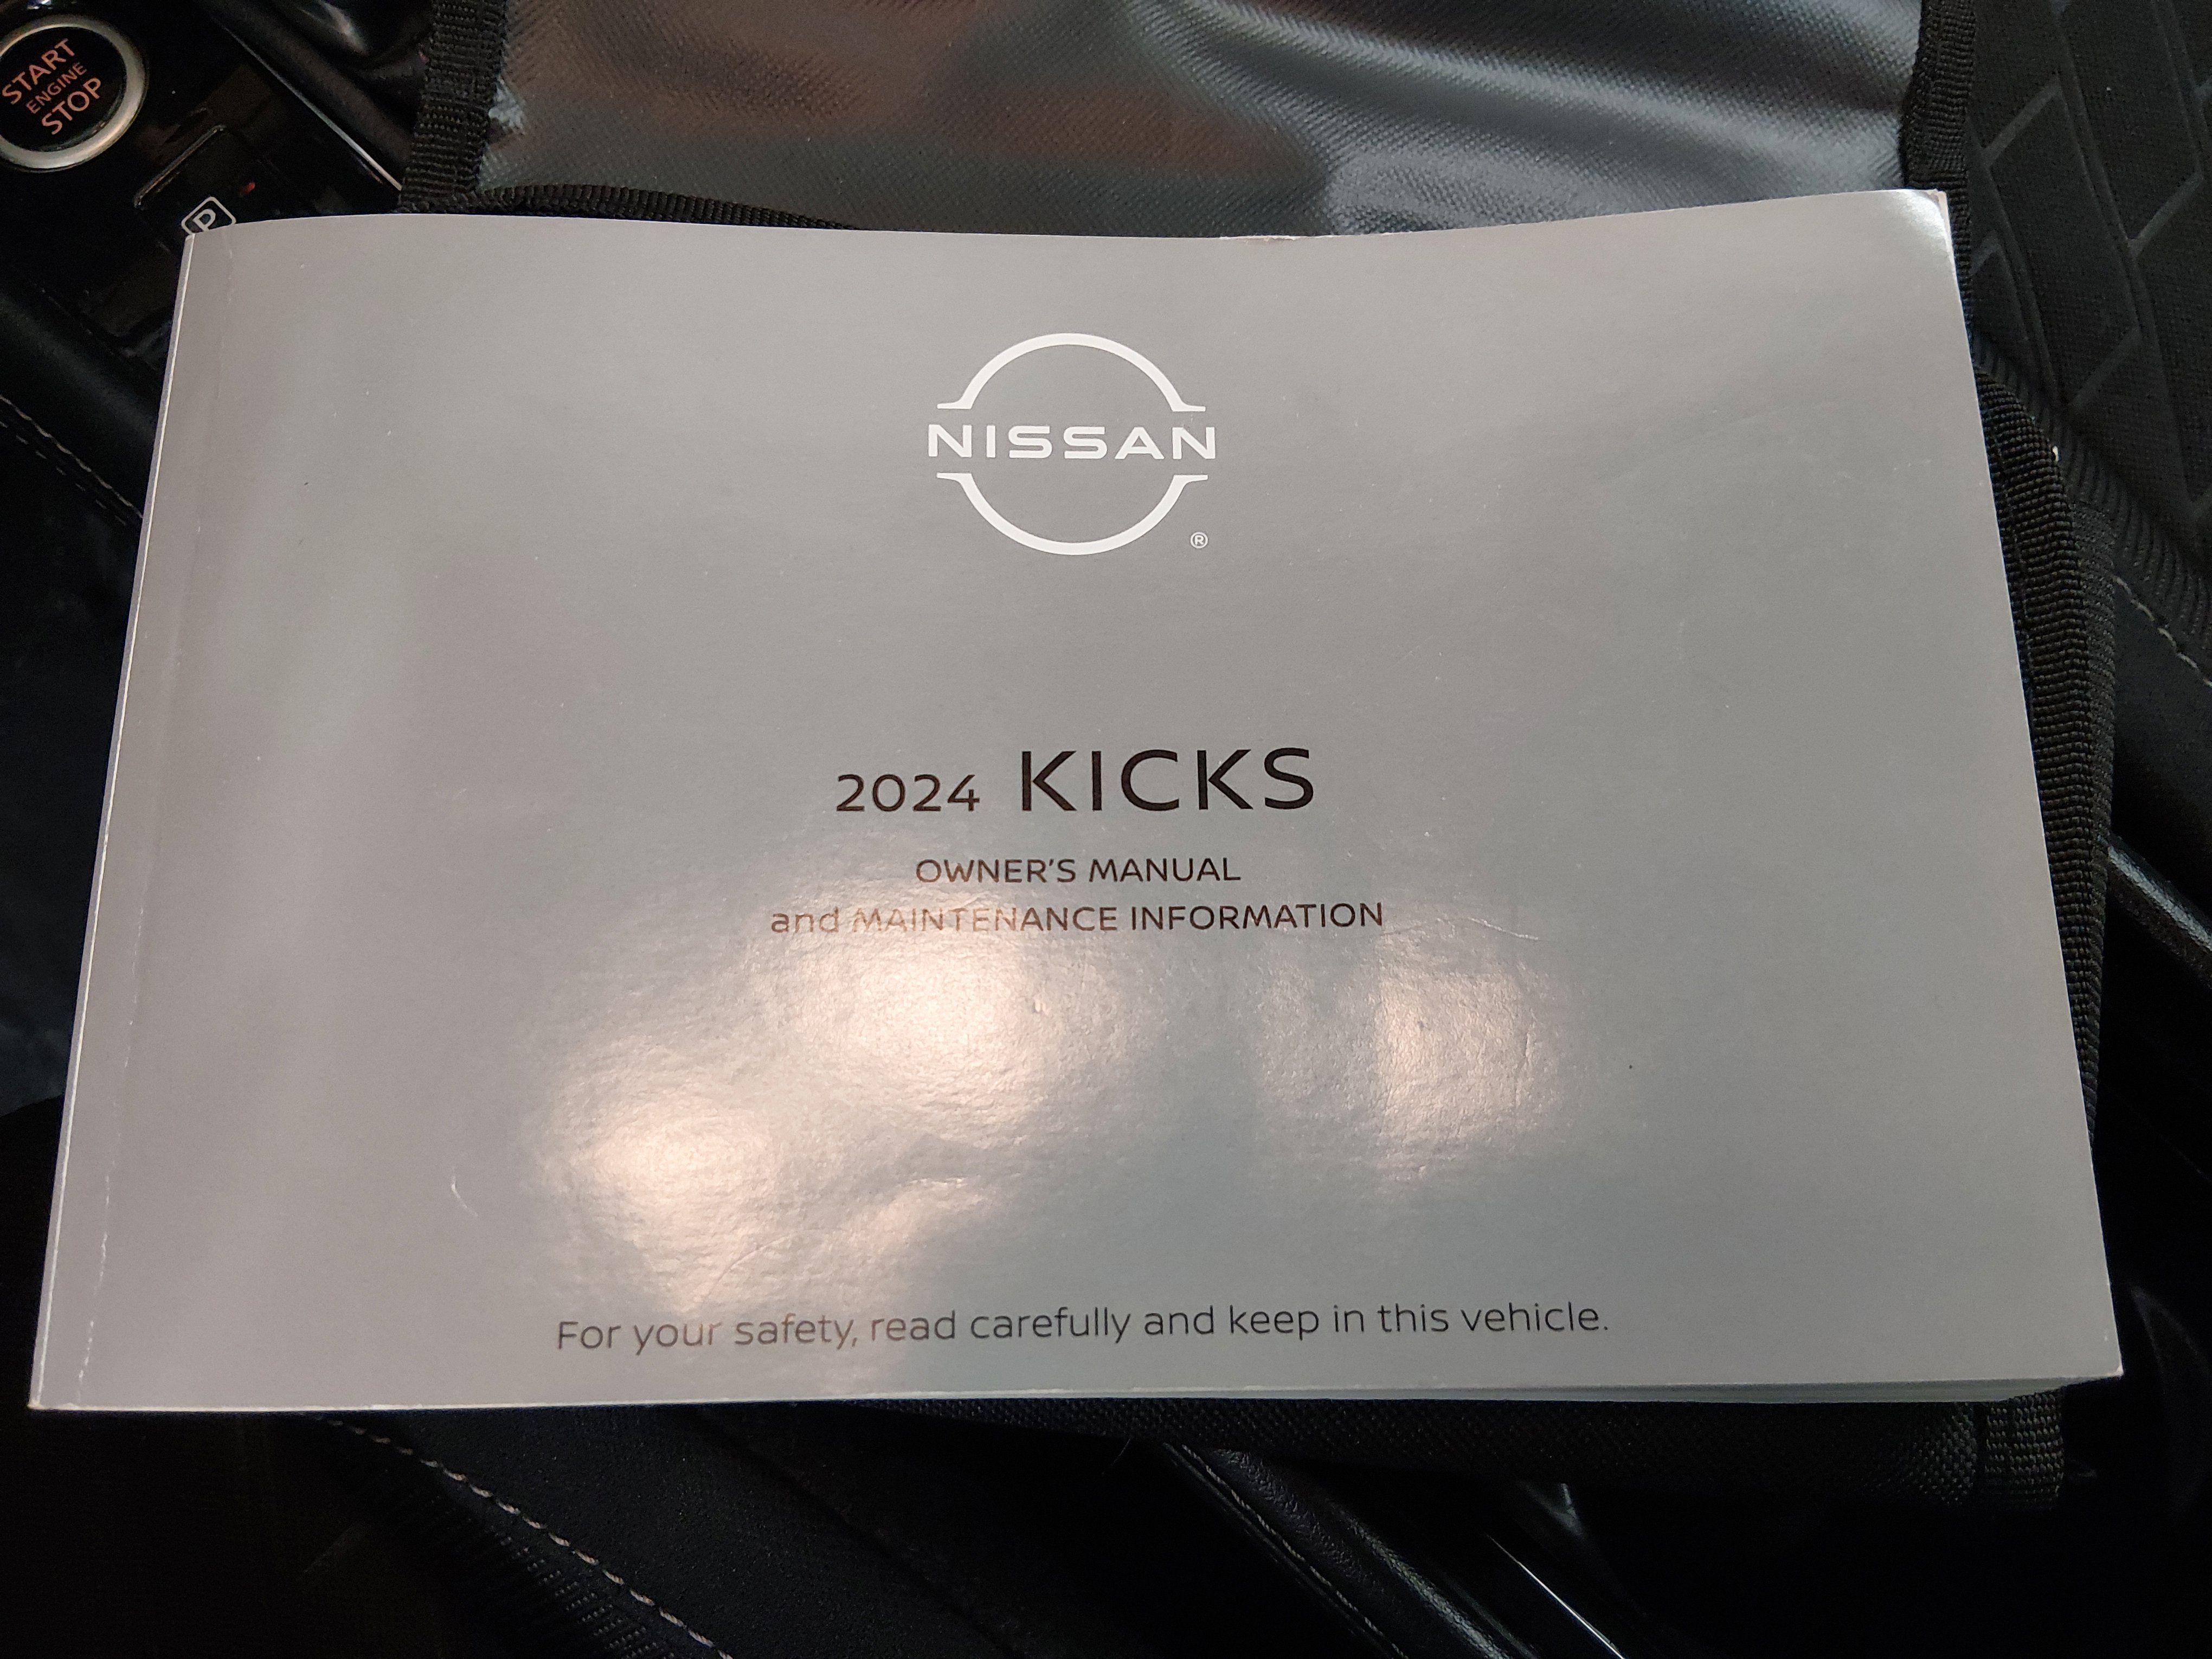 START
ENGINE
STOP
P
NISSAN
®
2024 KICKS
OWNER'S MANUAL
and MAINTENANCE INFORMATION
For your safety, read carefully and keep in this vehicle.